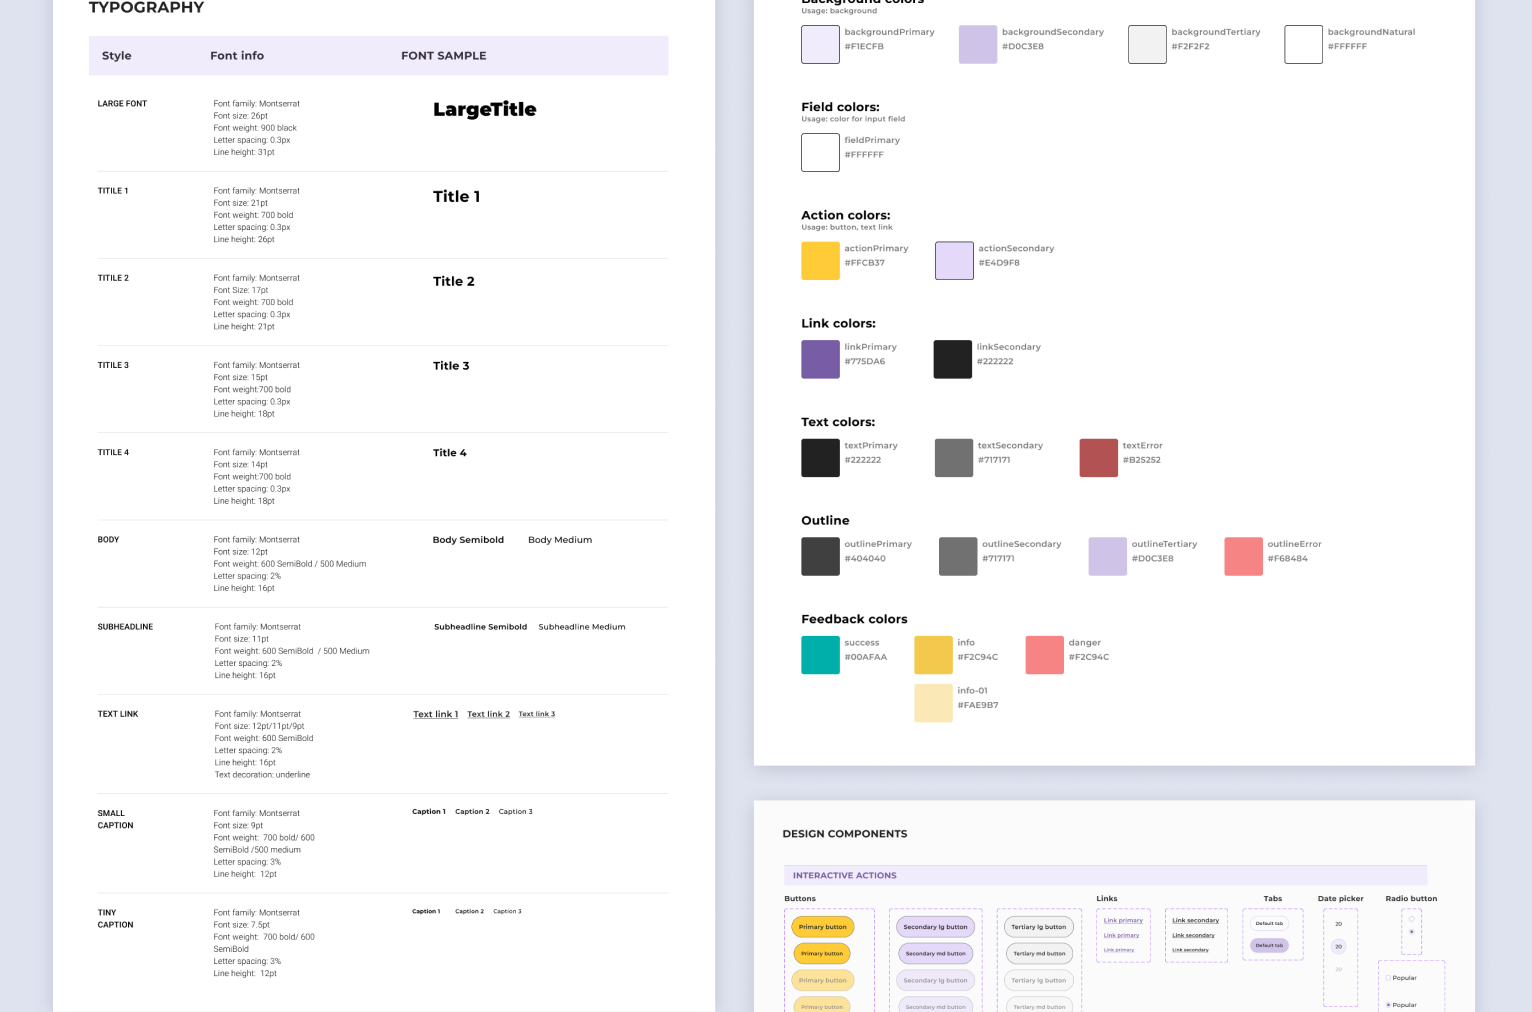 TYPOGRAPHY
Style Font info FONT SAMPLE
LARGE FONT
Font family: Montserrat
Font size: 26pt
Font weight: 900 black
Letter spacing: 0.3px
Line height: 31pt
LargeTitle
TITILE 1
Font family: Montserrat
Font size: 21pt
Font weight: 700 bold
Letter spacing: 0.3px
Line height: 26pt
Title 1
TITILE 2
Font family: Montserrat
Font Size: 17pt
Font weight: 700 bold
Letter spacing: 0.3px
Line height: 21pt
Title 2
TITILE 3
Font family: Montserrat
Font size: 15pt
Font weight:700 bold
Letter spacing: 0.3px
Line height: 18pt
Title 3
TITILE 4
Font family: Montserrat
Font size: 14pt
Font weight:700 bold
Letter spacing: 0.3px
Line height: 18pt
Title 4
BODY
Font family: Montserrat
Font size: 12pt
Font weight: 600 SemiBold / 500 Medium
Letter spacing: 2%
Line height: 16pt
Body Semibold Body Medium
SUBHEADLINE
Font family: Montserrat
Font size: 11pt
Font weight: 600 SemiBold / 500 Medium
Letter spacing: 2%
Line height: 16pt
Subheadline Semibold Subheadline Medium
TEXT LINK
Font family: Montserrat
Font size: 12pt/11pt/9pt
Font weight: 600 SemiBold
Letter spacing: 2%
Line height: 16pt
Text decoration: underline
Text link 1 Text link 2 Text link 3
SMALL
CAPTION
Font family: Montserrat
Font size: 9pt
Font weight: 700 bold/ 600
SemiBold /500 medium
Letter spacing: 3%
Line height: 12pt
Caption 1 Caption 2 Caption 3
TINY
CAPTION
Font family: Montserrat
Font size: 7.5pt
Font weight: 700 bold/ 600
SemiBold
Letter spacing: 3%
Line height: 12pt
Caption 1 Caption 2 Caption 3
Background colors
Usage: background
backgroundPrimary
#F1ECFB
backgroundSecondary
#D0C3E8
backgroundTertiary
#F2F2F2
backgroundNatural
#FFFFFF
Field colors:
Usage: color for input field
fieldPrimary
#FFFFFF
Action colors:
Usage: button, text link
actionPrimary
#FFCB37
actionSecondary
#E4D9F8
Link colors:
linkPrimary
#775DA6
linkSecondary
#222222
Text colors:
textPrimary
#222222
textSecondary
#717171
textError
#B25252
Outline
outlinePrimary
#404040
outlineSecondary
#717171
outlineTertiary
#D0C3E8
outlineError
#F68484
Feedback colors
success
#00AFAA
info
#F2C94C
danger
#F2C94C
info-01
#FAE9B7
DESIGN COMPONENTS
INTERACTIVE ACTIONS
Buttons Links Tabs Date picker Radio button
Primary button
Primary button
Primary button
Primary button
Secondary lg button
Secondary md button
Secondary lg button
Secondary md button
Tertiary lg button
Tertiary md button
Tertiary lg button
Tertiary md button
Link primary
Link primary
Link primary
Link secondary
Link secondary
Link secondary
Default tab
Default tab
20
20
20
Popular
Popular